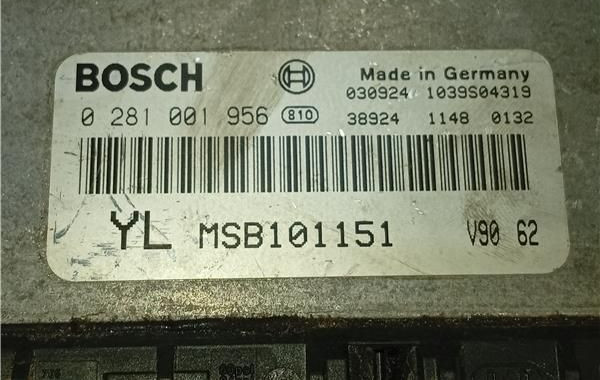 BOSCH
Made in Germany
030924 1039S04319
0 281 001 956 810
38924 1148 0132
YL MSB101151 V90 62